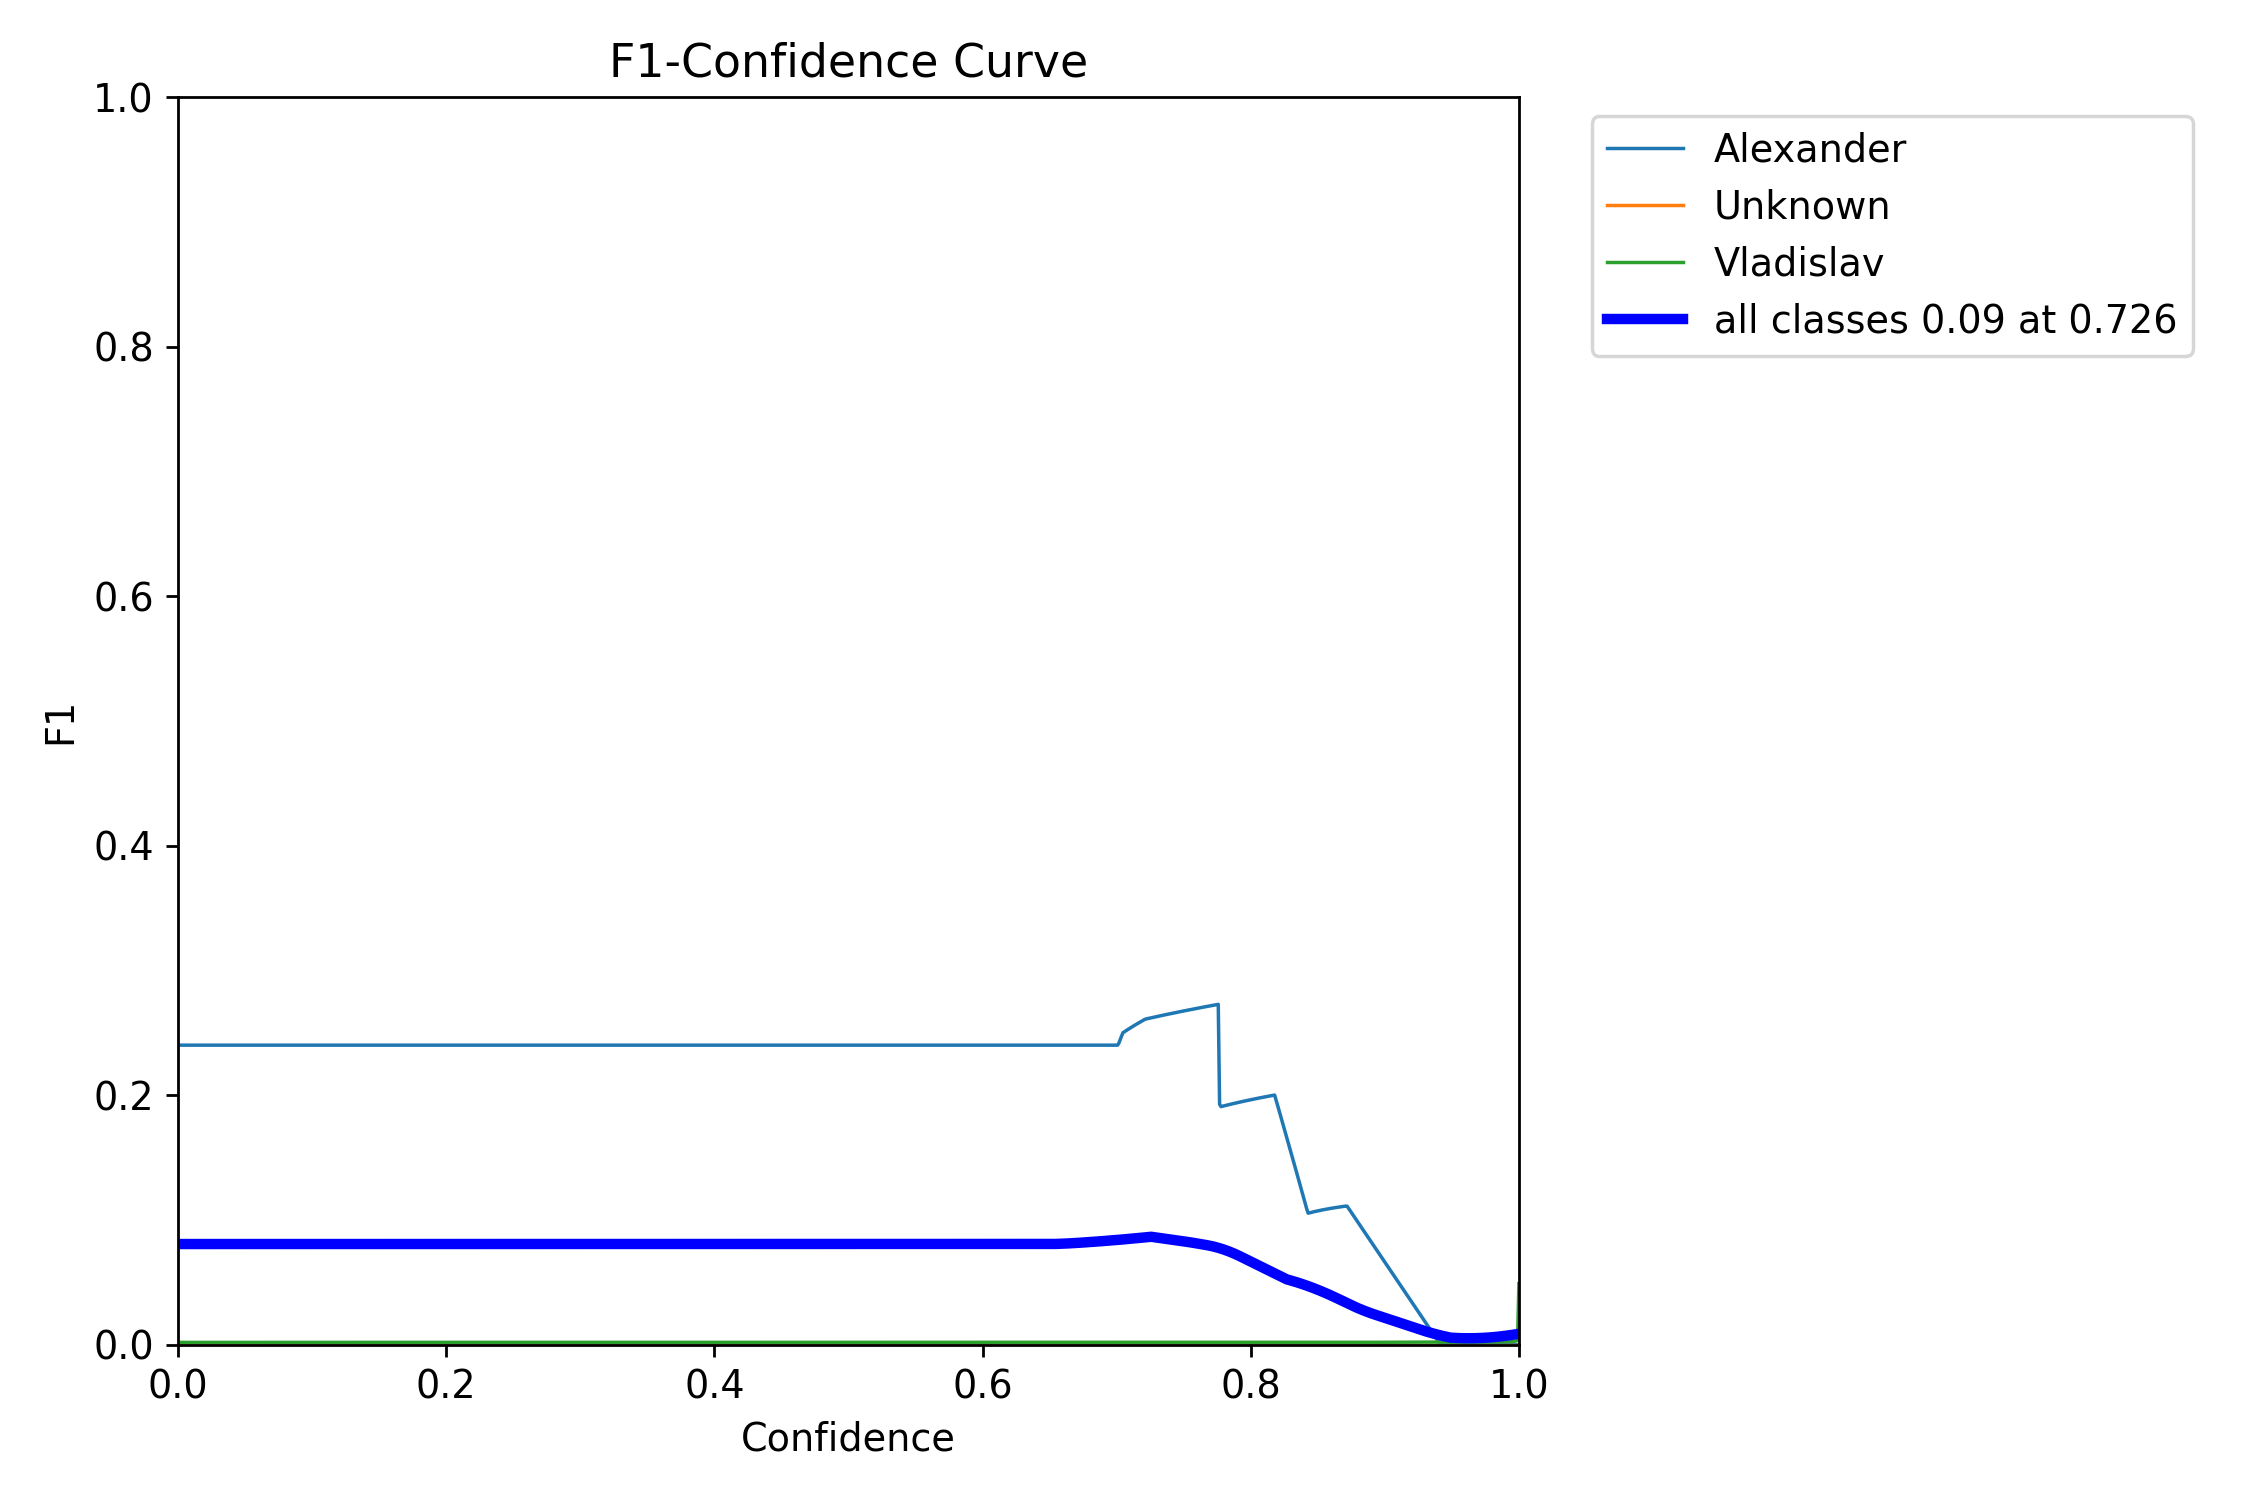 F1-Confidence Curve
1.0
0.8
0.6
0.4
0.2
0.0
F1
0.0 0.2 0.4 0.6 0.8 1.0
Confidence
Alexander
Unknown
Vladislav
all classes 0.09 at 0.726